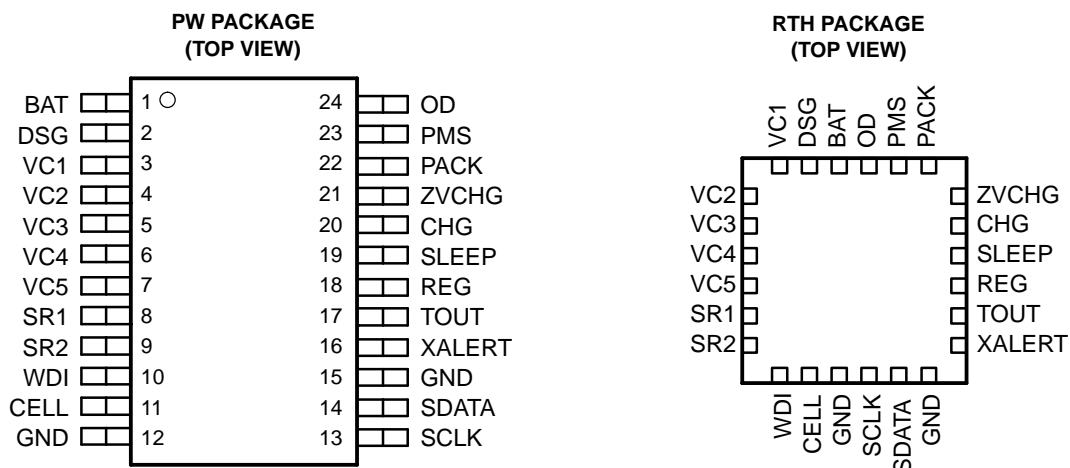 PW PACKAGE
(TOP VIEW)
BAT 1 24 OD
DSG 2 23 PMS
VC1 3 22 PACK
VC2 4 21 ZVCHG
VC3 5 20 CHG
VC4 6 19 SLEEP
VC5 7 18 REG
SR1 8 17 TOUT
SR2 9 16 XALERT
WDI 10 15 GND
CELL 11 14 SDATA
GND 12 13 SCLK
RTH PACKAGE
(TOP VIEW)
VC1 DSG BAT OD PMS PACK
VC2 ZVCHG
VC3 CHG
VC4 SLEEP
VC5 REG
SR1 TOUT
SR2 XALERT
WDI CELL GND SCLK SDATA GND